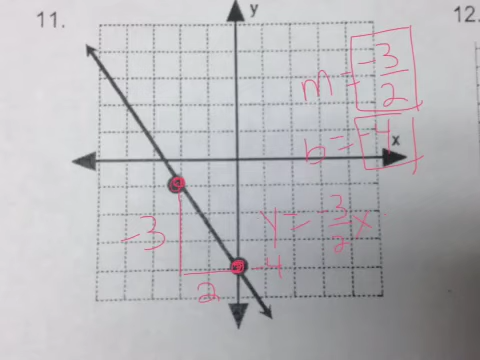 11.
y
12.
m = -3/2
x
b = -4
-3
y = -3/2x
-4
2